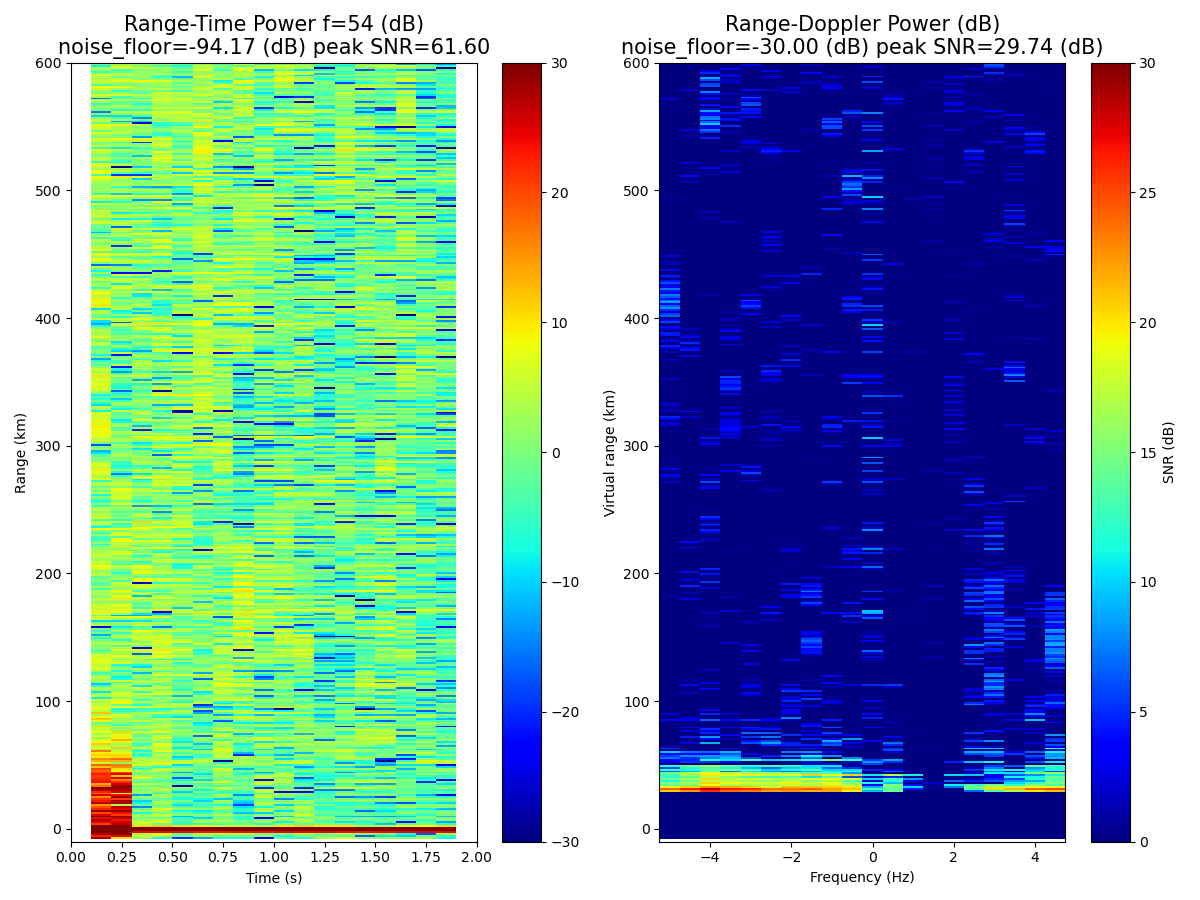 Range-Time Power f=54 (dB)
noise_floor=-94.17 (dB) peak SNR=61.60
Range-Doppler Power (dB)
noise_floor=-30.00 (dB) peak SNR=29.74 (dB)
600
500
400
300
200
100
0
Range (km)
0.00 0.25 0.50 0.75 1.00 1.25 1.50 1.75 2.00
Time (s)
30
20
10
0
−10
−20
−30
600
500
400
300
200
100
0
Virtual range (km)
−4 −2 0 2 4
Frequency (Hz)
30
25
20
15
10
5
0
SNR (dB)